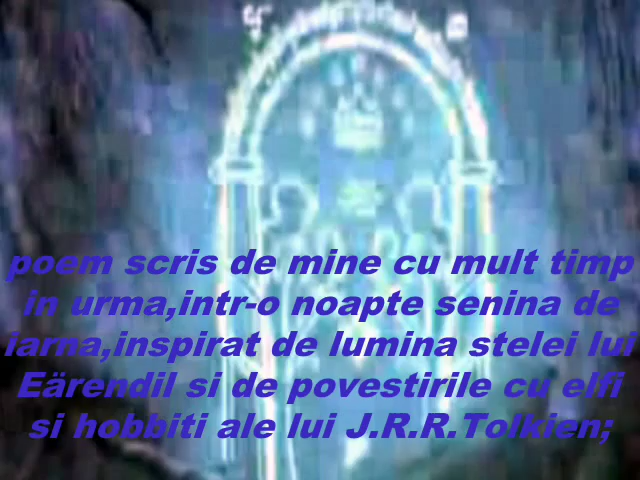 poem scris de mine cu mult timp
in urma,intr-o noapte senina de
iarna,inspirat de lumina stelei lui
Eärendil si de povestirile cu elfi
si hobbiti ale lui J.R.R.Tolkien;